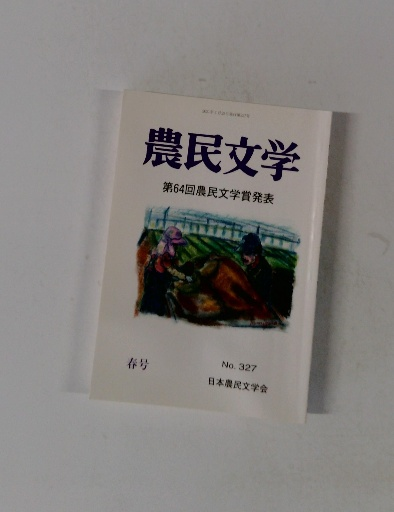 農民文学
第64回農民文学賞発表
春号
No. 327
日本農民文学会